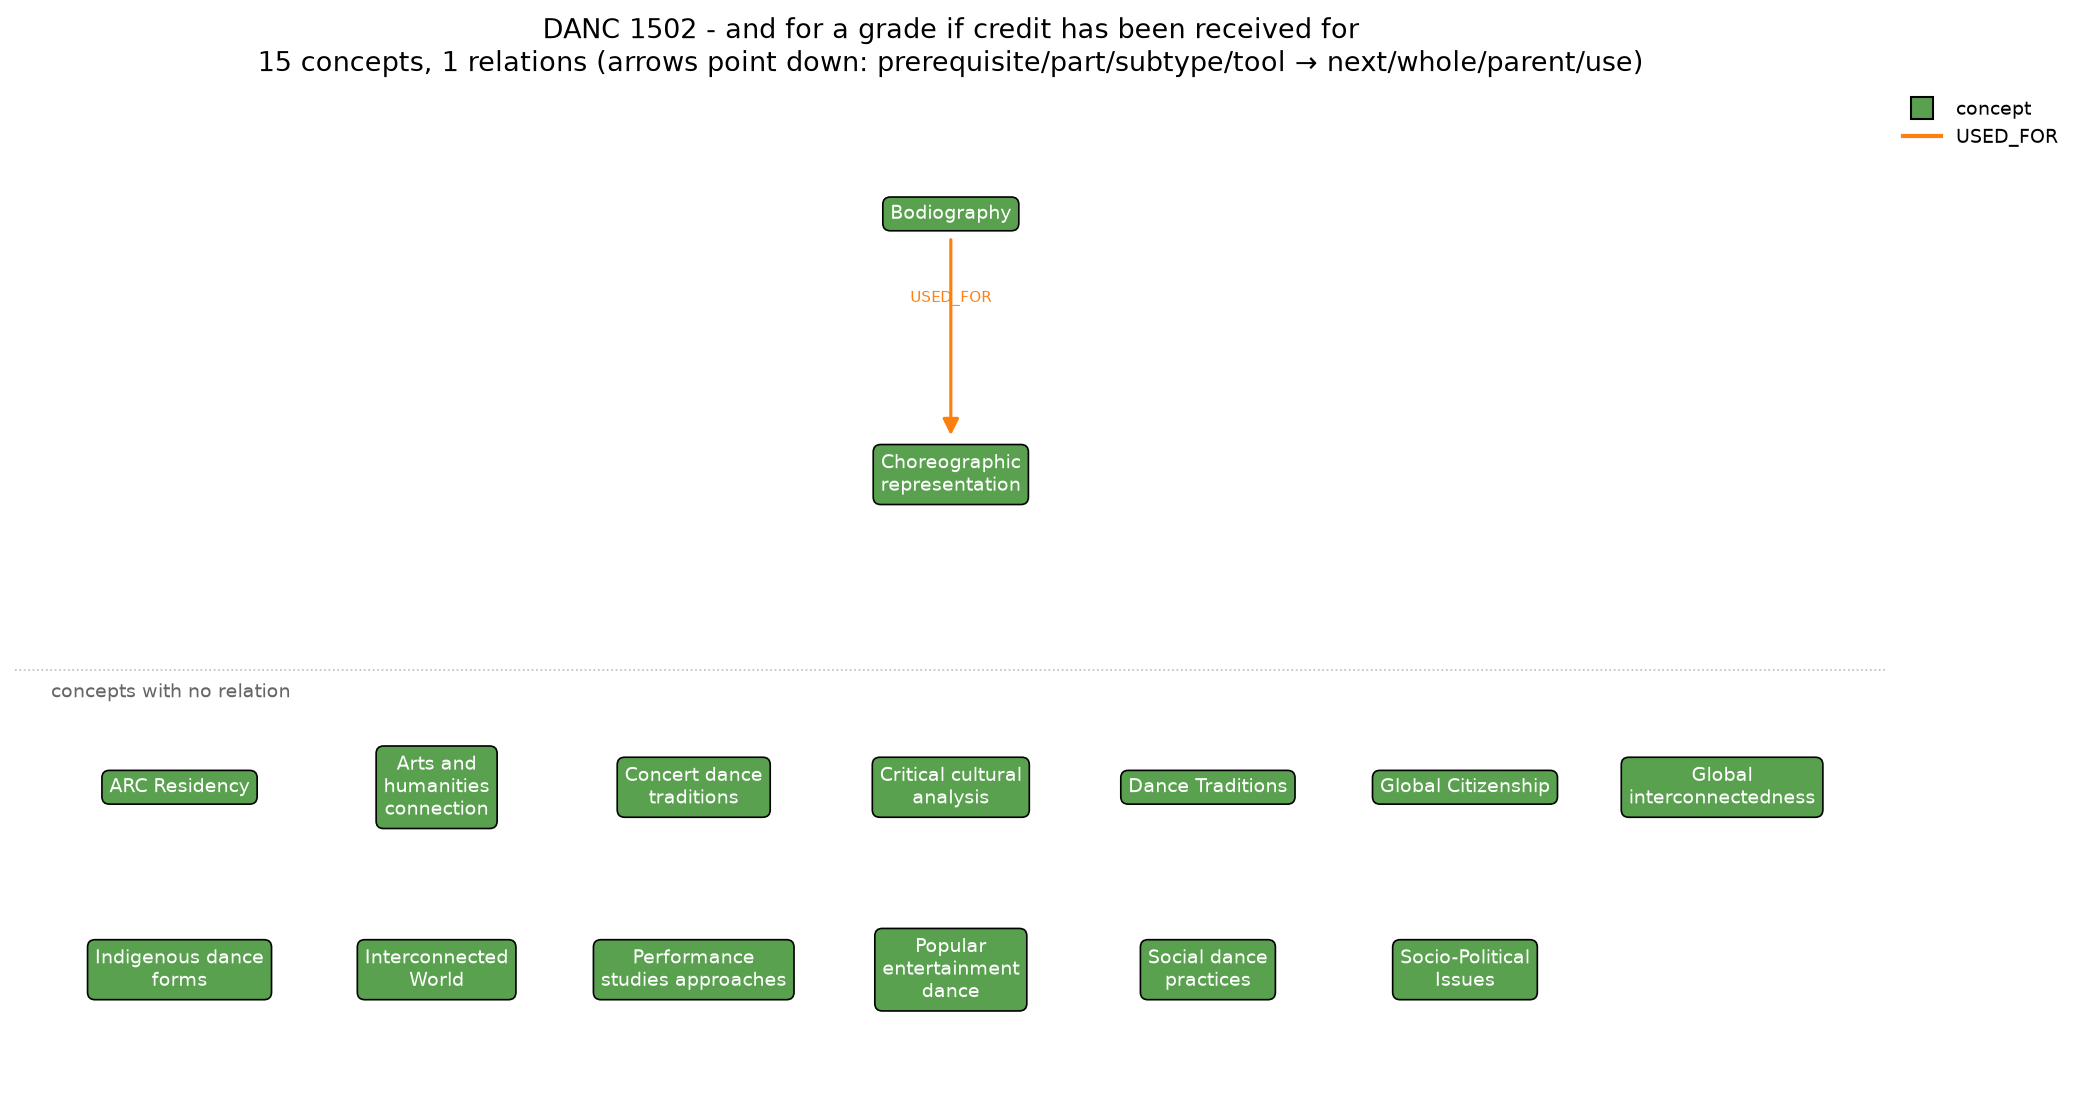 DANC 1502 - and for a grade if credit has been received for
15 concepts, 1 relations (arrows point down: prerequisite/part/subtype/tool → next/whole/parent/use)
concept
USED_FOR
Bodiography
USED_FOR
Choreographic
representation
concepts with no relation
ARC Residency
Arts and
humanities
connection
Concert dance
traditions
Critical cultural
analysis
Dance Traditions
Global Citizenship
Global
interconnectedness
Indigenous dance
forms
Interconnected
World
Performance
studies approaches
Popular
entertainment
dance
Social dance
practices
Socio-Political
Issues